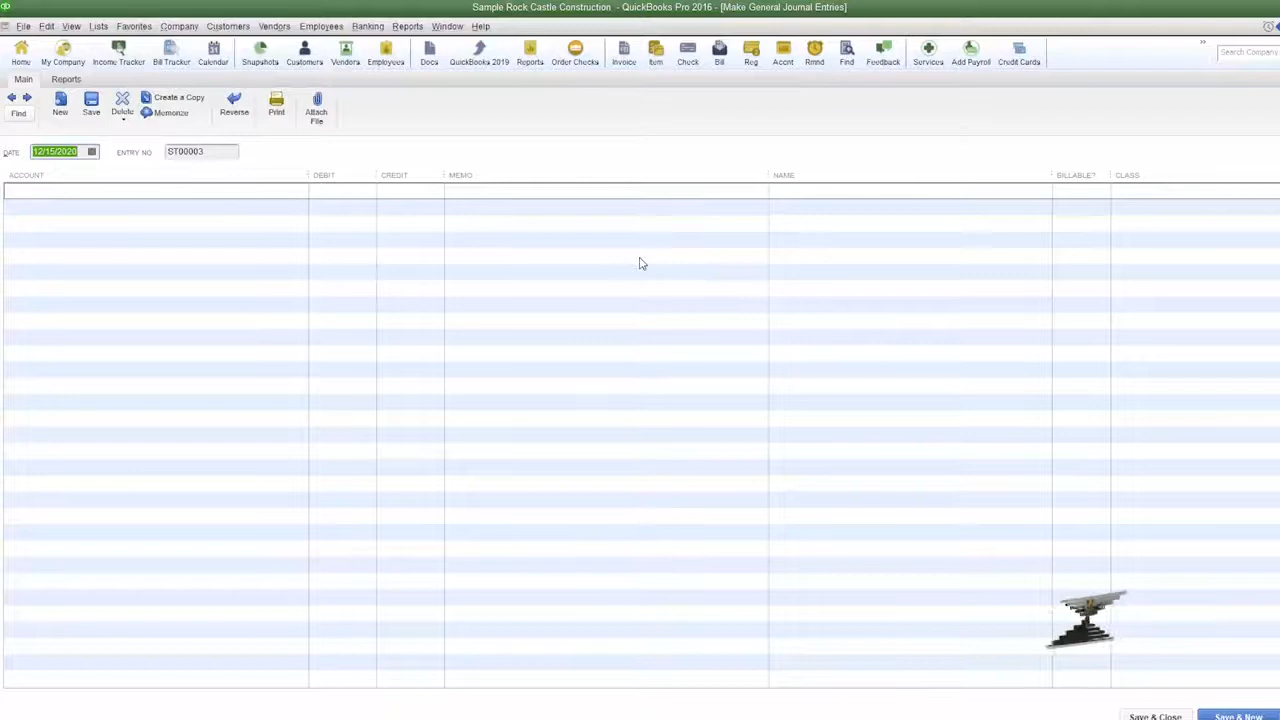 Sample Rock Castle Construction - QuickBooks Pro 2016 - [Make General Journal Entries]
File Edit View Lists Favorites Company Customers Vendors Employees Banking Reports Window Help
Home My Company Income Tracker Bill Tracker Calendar Snapshots Customers Vendors Employees Docs QuickBooks 2019 Reports Order Checks Invoice Item Check Bill Reg Accnt Rmnd Find Feedback Services Add Payroll Credit Cards » Search Company
Main Reports
Find New Save Delete Create a Copy Memorize Reverse Print Attach File
DATE 12/15/2020 ENTRY NO. ST00003
ACCOUNT DEBIT CREDIT MEMO NAME BILLABLE? CLASS
Save & Close Save & New